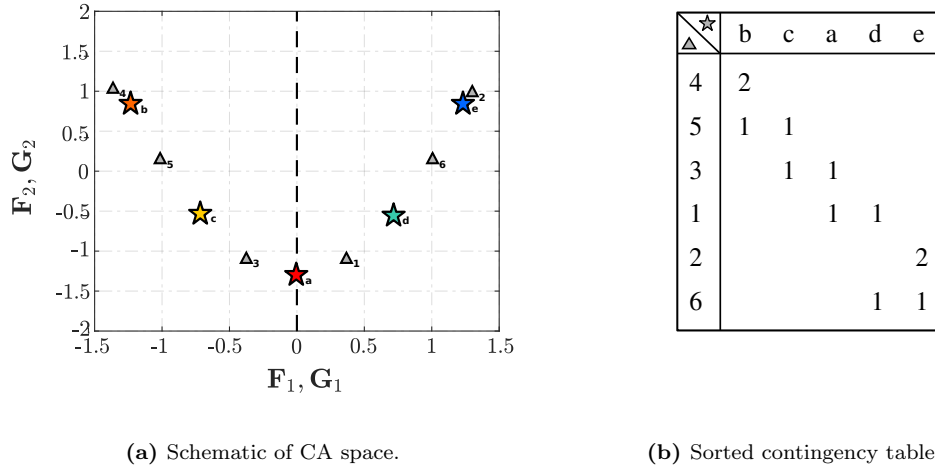 2
1.5
1
0.5
0
-0.5
-1
-1.5
-2
-1.5 -1 -0.5 0 0.5 1 1.5
F₂, G₂
F₁, G₁
4
b
5
c
3
a
1
d
6
2
e
b c a d e
4 2
5 1 1
3 1 1
1 1 1
2 2
6 1 1
(a) Schematic of CA space.
(b) Sorted contingency table